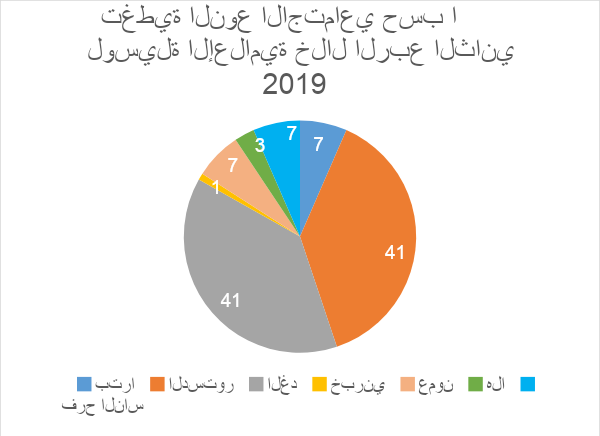 تغطية النوع الاجتماعي حسب ا
لوسيلة الإعلامية خلال الربع الثاني
2019
7
7
3
7
1
41
41
بترا الدستور الغد خبرني عمون هلا
فرح الناس